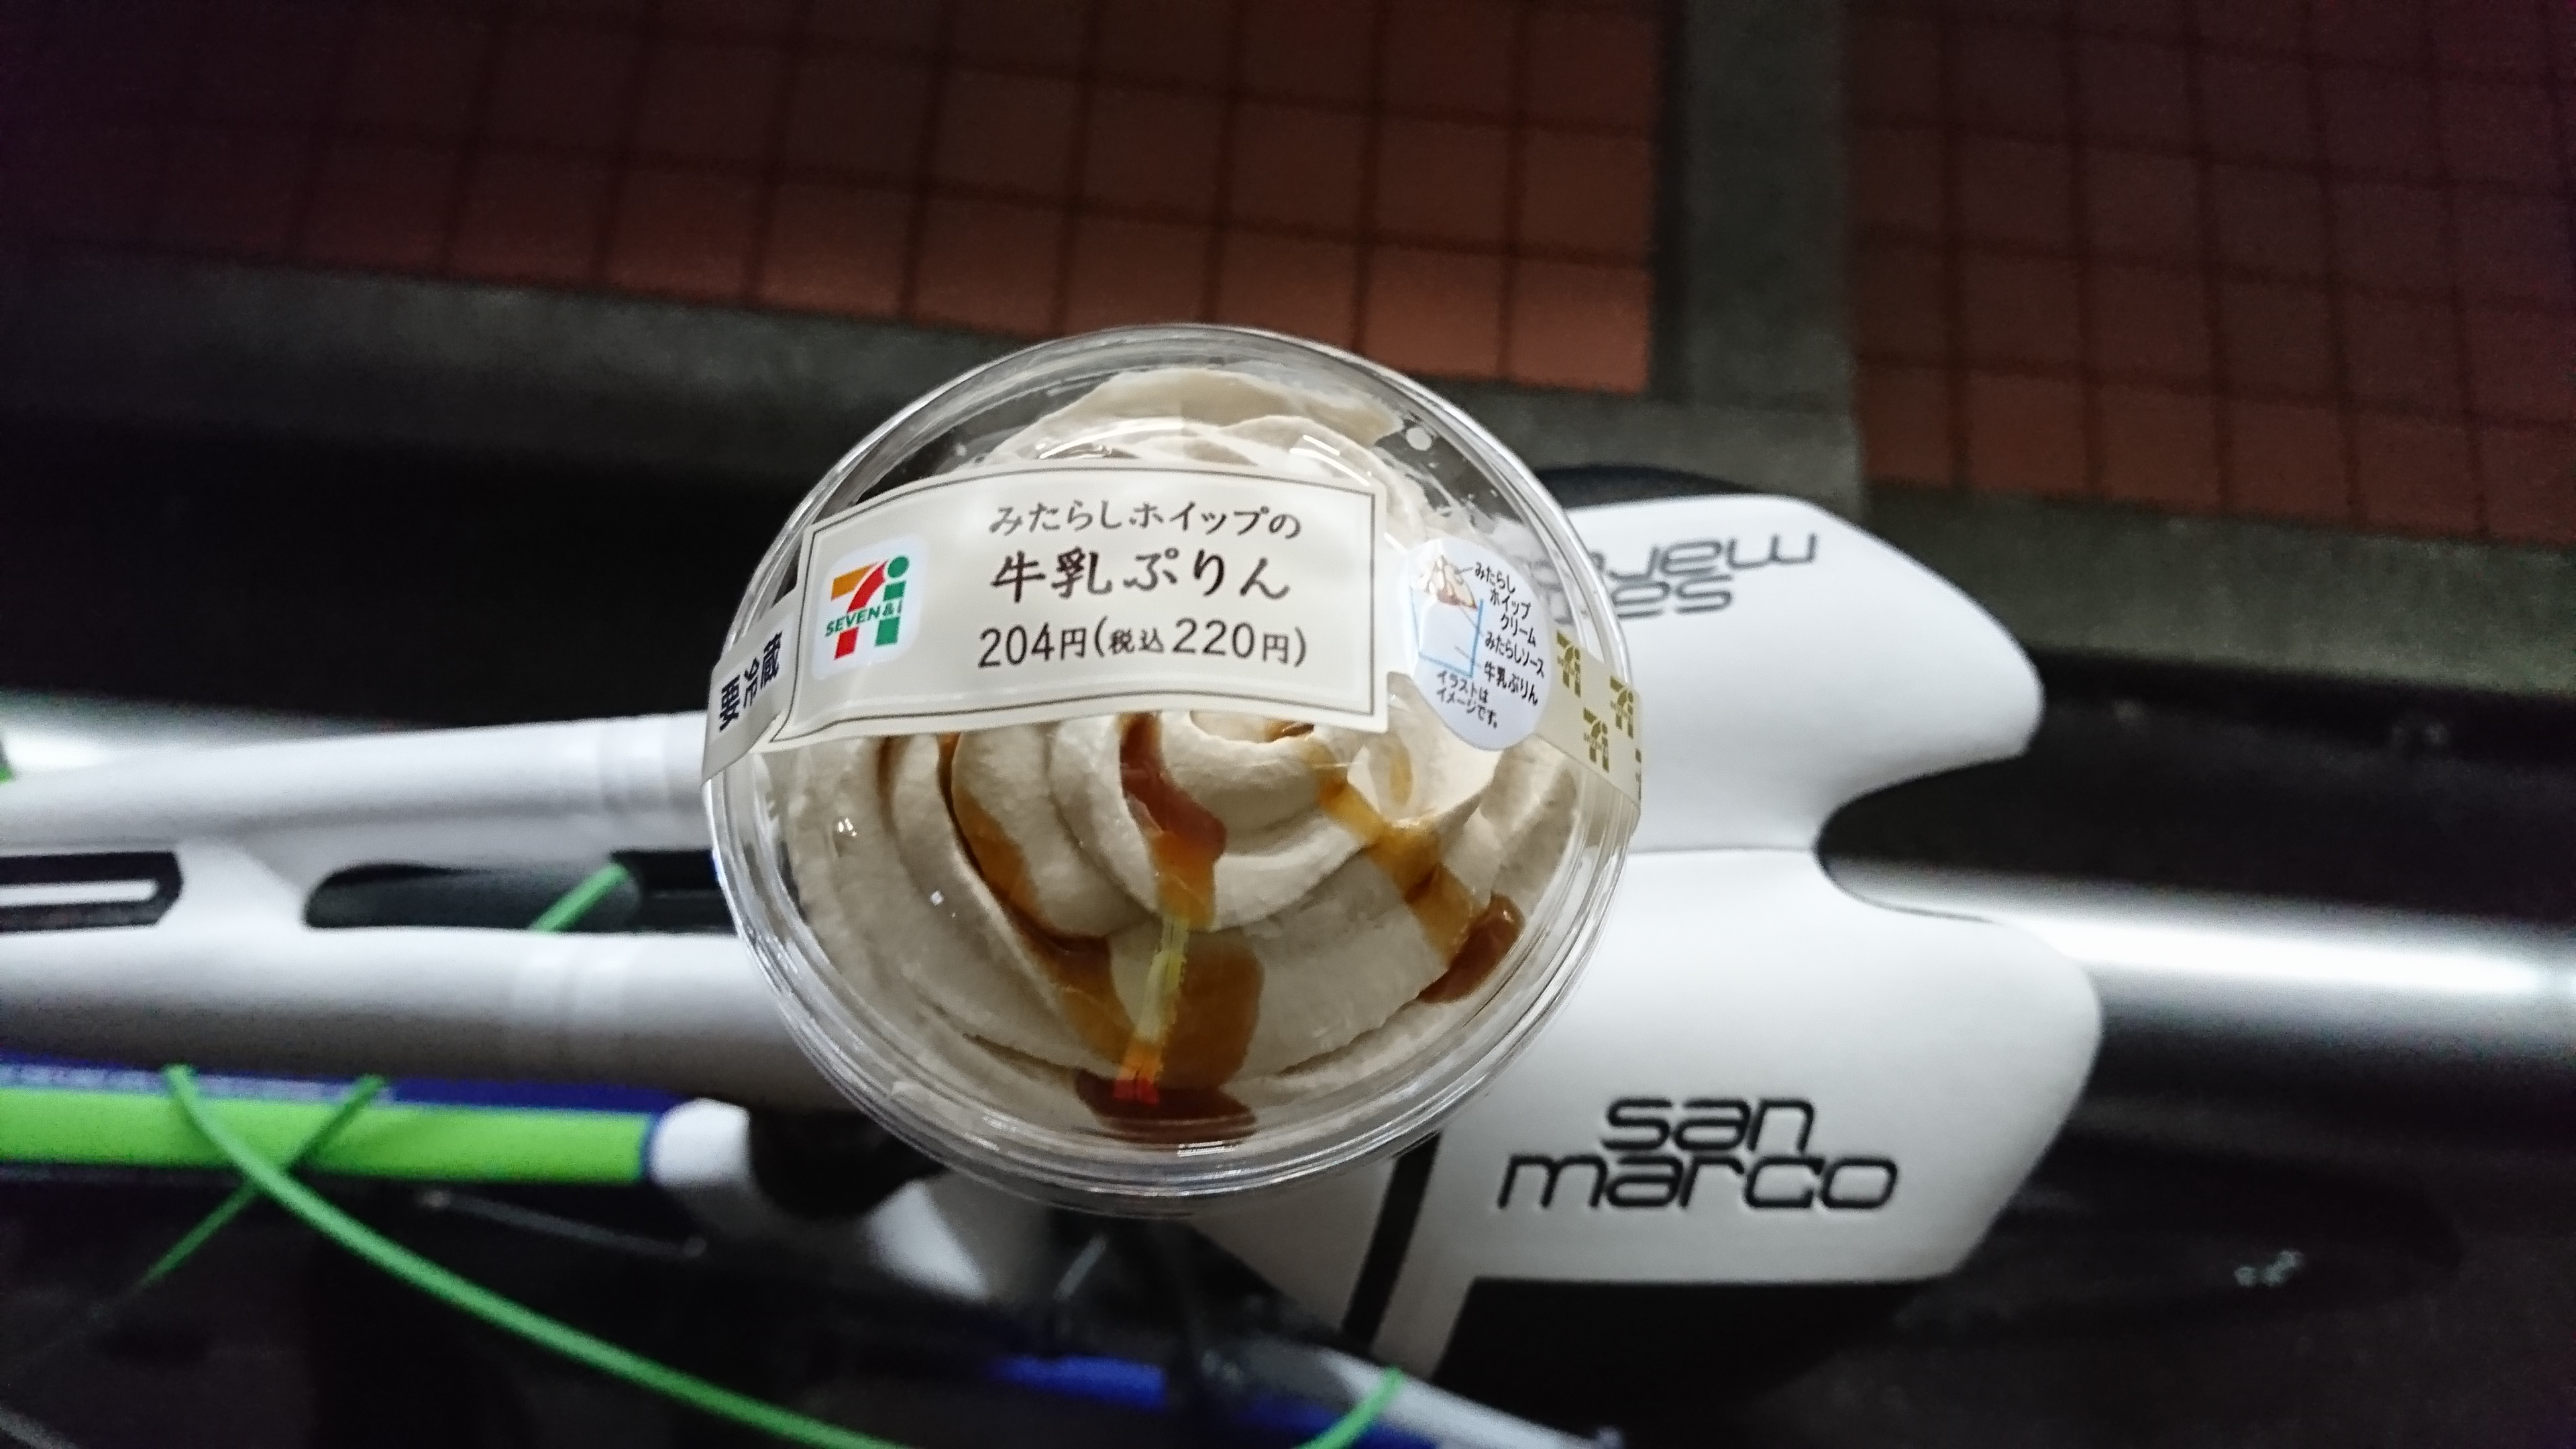 みたらしホイップの
牛乳ぷりん
204円(税込220円)
SEVEN&i
要冷蔵
みたらし
ホイップ
クリーム
みたらしソース
牛乳ぷりん
イラストは
イメージです。
san
marco